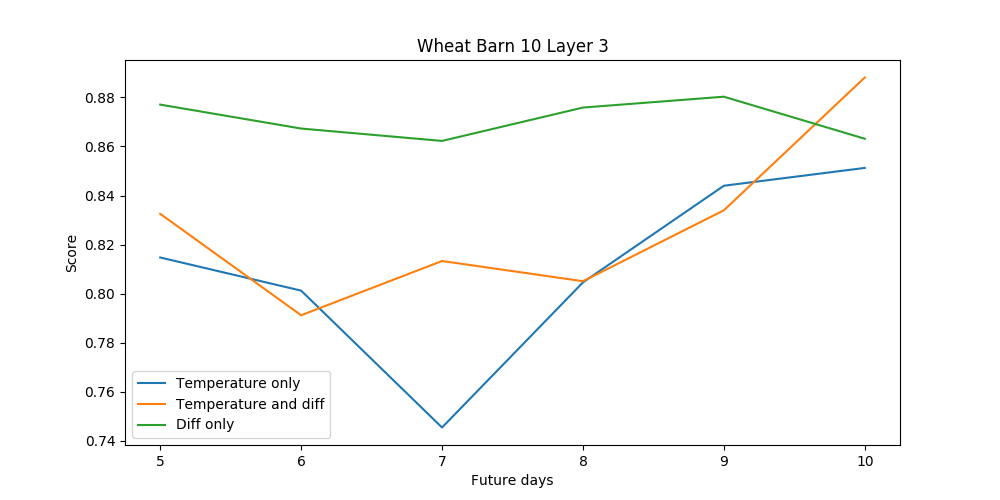 Wheat Barn 10 Layer 3
Score
0.88
0.86
0.84
0.82
0.80
0.78
0.76
0.74
Temperature only
Temperature and diff
Diff only
5 6 7 8 9 10
Future days